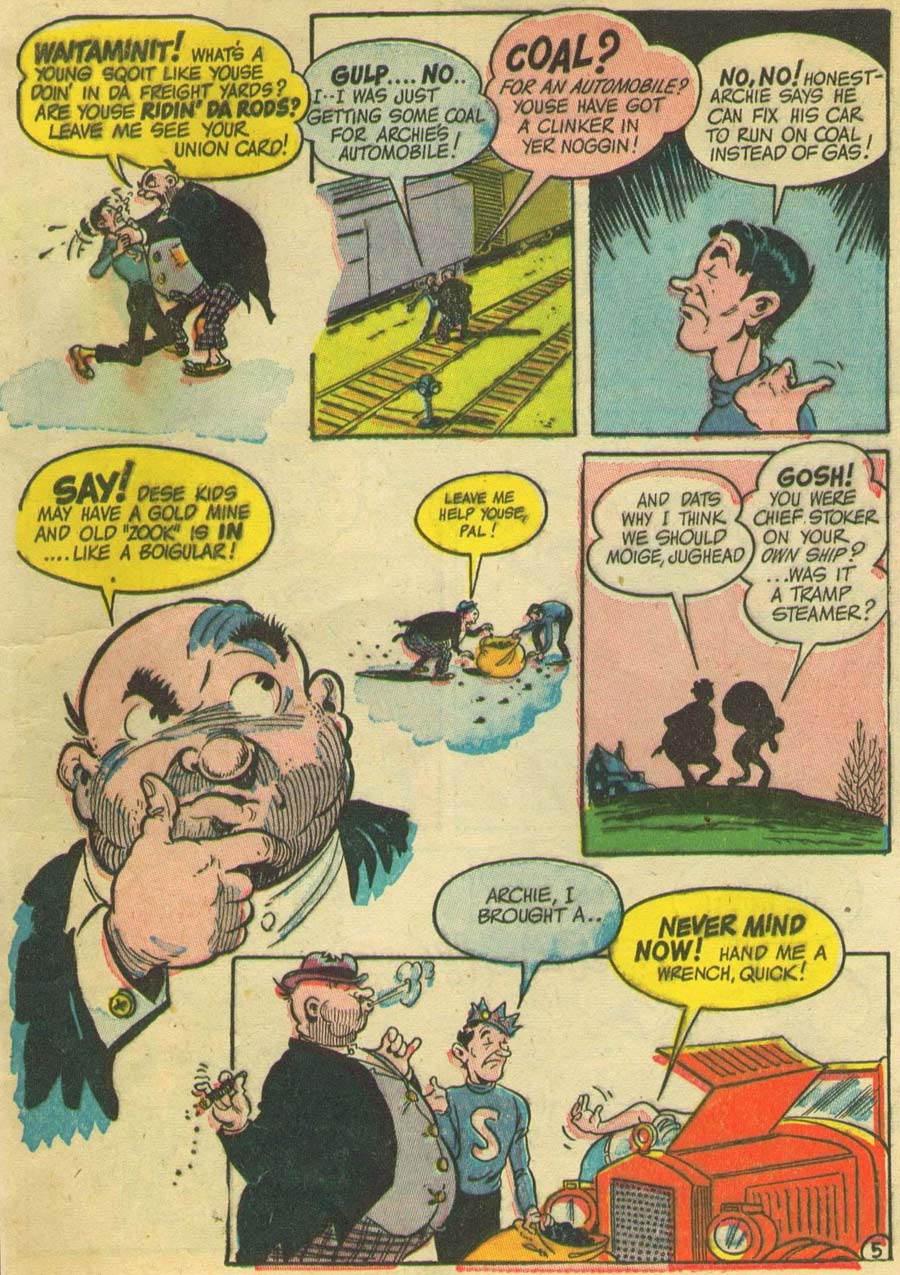 WAITAMINIT! WHAT'S A
YOUNG SQOIT LIKE YOUSE
DOIN' IN DA FREIGHT YARDS?
ARE YOUSE RIDIN' DA RODS?
LEAVE ME SEE YOUR
UNION CARD!
GULP.... NO..
I--I WAS JUST
GETTING SOME COAL
FOR ARCHIE'S
AUTOMOBILE!
COAL?
FOR AN AUTOMOBILE?
YOUSE HAVE GOT
A CLINKER IN
YER NOGGIN!
NO, NO! HONEST-
ARCHIE SAYS HE
CAN FIX HIS CAR
TO RUN ON COAL
INSTEAD OF GAS!
SAY! DESE KIDS
MAY HAVE A GOLD MINE
AND OLD "ZOOK" IS IN
....LIKE A BOIGULAR!
LEAVE ME
HELP YOUSE,
PAL!
AND DATS
WHY I THINK
WE SHOULD
MOIGE, JUGHEAD
GOSH!
YOU WERE
CHIEF STOKER
ON YOUR
OWN SHIP?
...WAS IT
A TRAMP
STEAMER?
ARCHIE, I
BROUGHT A..
NEVER MIND
NOW! HAND ME A
WRENCH, QUICK!
S
5